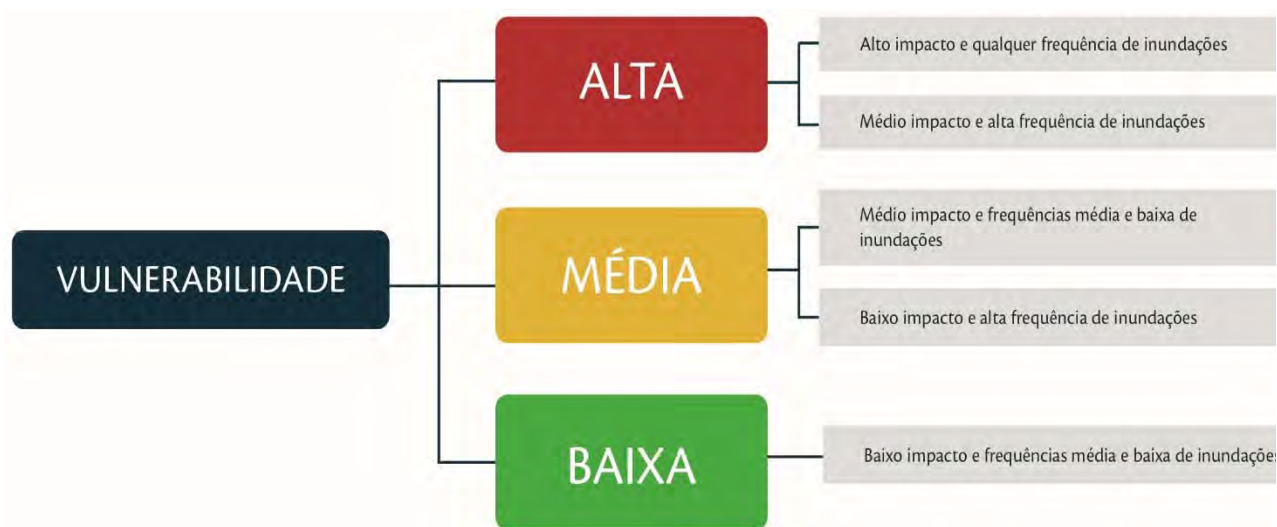 VULNERABILIDADE
ALTA
Alto impacto e qualquer frequência de inundações
Médio impacto e alta frequência de inundações
MÉDIA
Médio impacto e frequências média e baixa de
inundações
Baixo impacto e alta frequência de inundações
BAIXA
Baixo impacto e frequências média e baixa de inundações